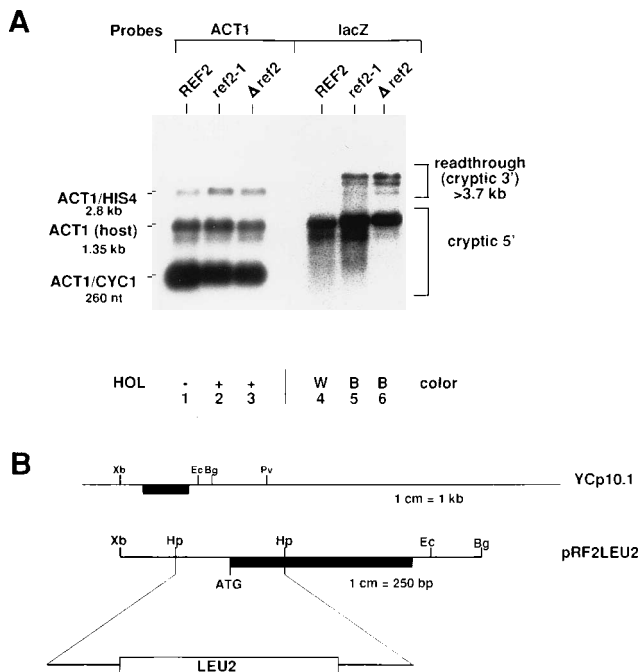 A
Probes ACT1 lacZ
REF2 ref2-1 Δ ref2 REF2 ref2-1 Δ ref2
readthrough
(cryptic 3')
>3.7 kb
ACT1/HIS4
2.8 kb
ACT1 (host)
1.35 kb
cryptic 5'
ACT1/CYC1
260 nt
HOL - + + W B B color
1 2 3 4 5 6
B
Xb Ec Bg Pv YCp10.1
1 cm = 1 kb
Xb Hp Hp Ec Bg pRF2LEU2
ATG 1 cm = 250 bp
LEU2